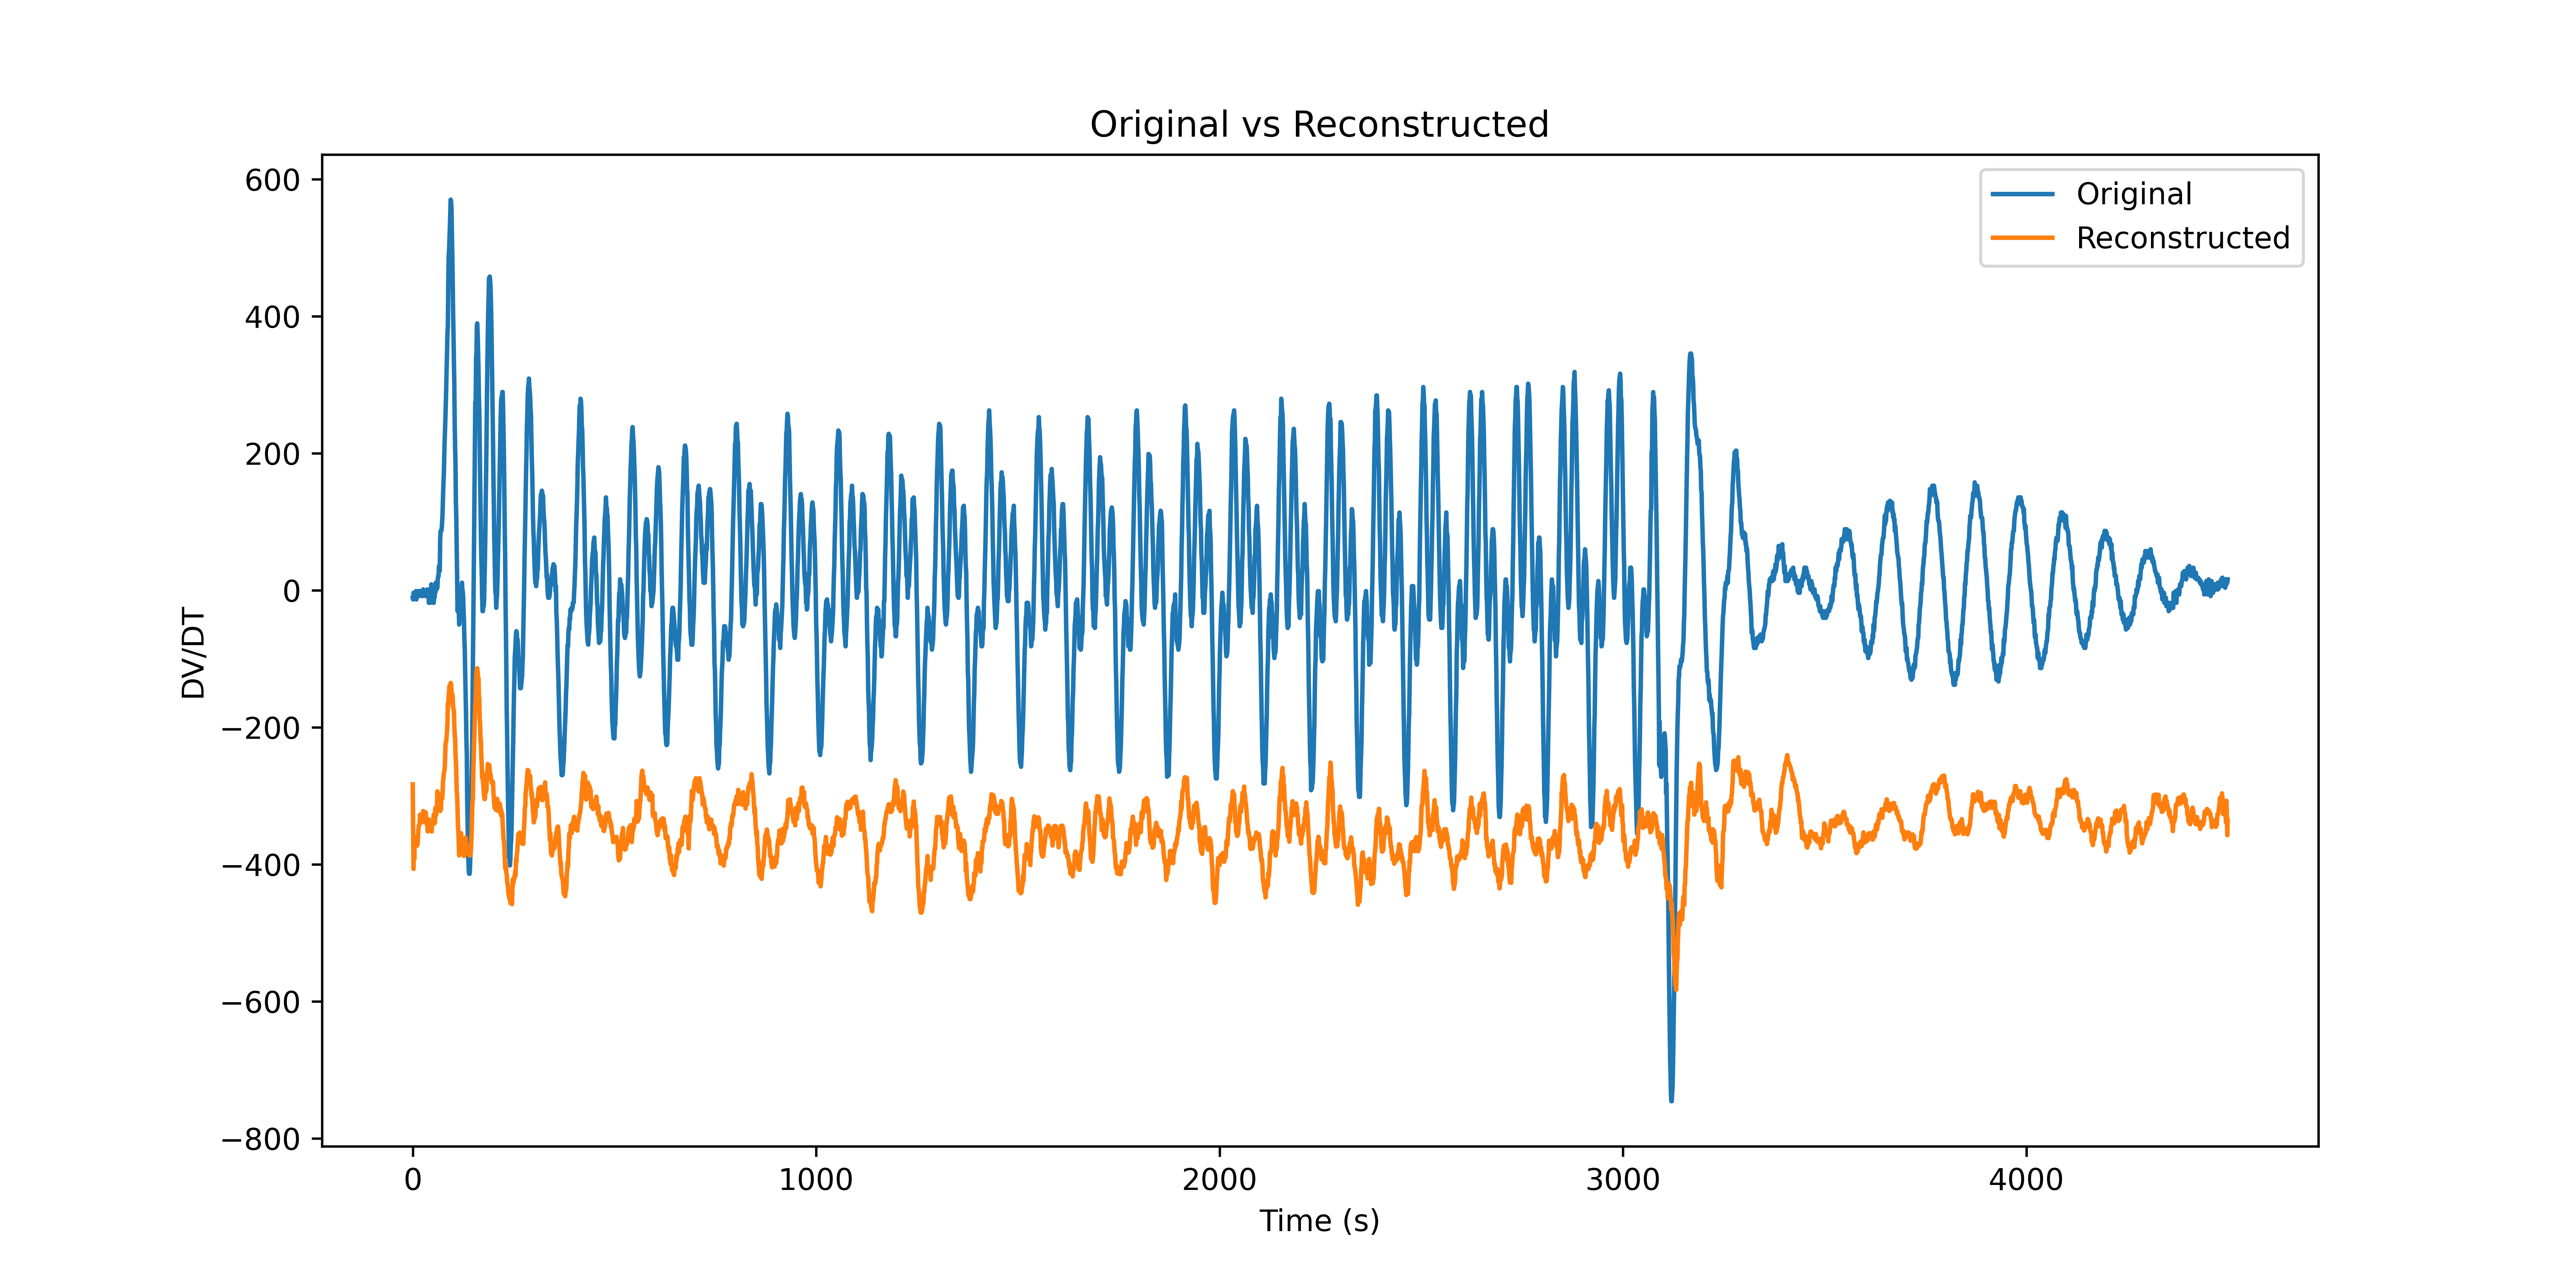 Original vs Reconstructed
Original
Reconstructed
600
400
200
0
−200
−400
−600
−800
DV/DT
0 1000 2000 3000 4000
Time (s)